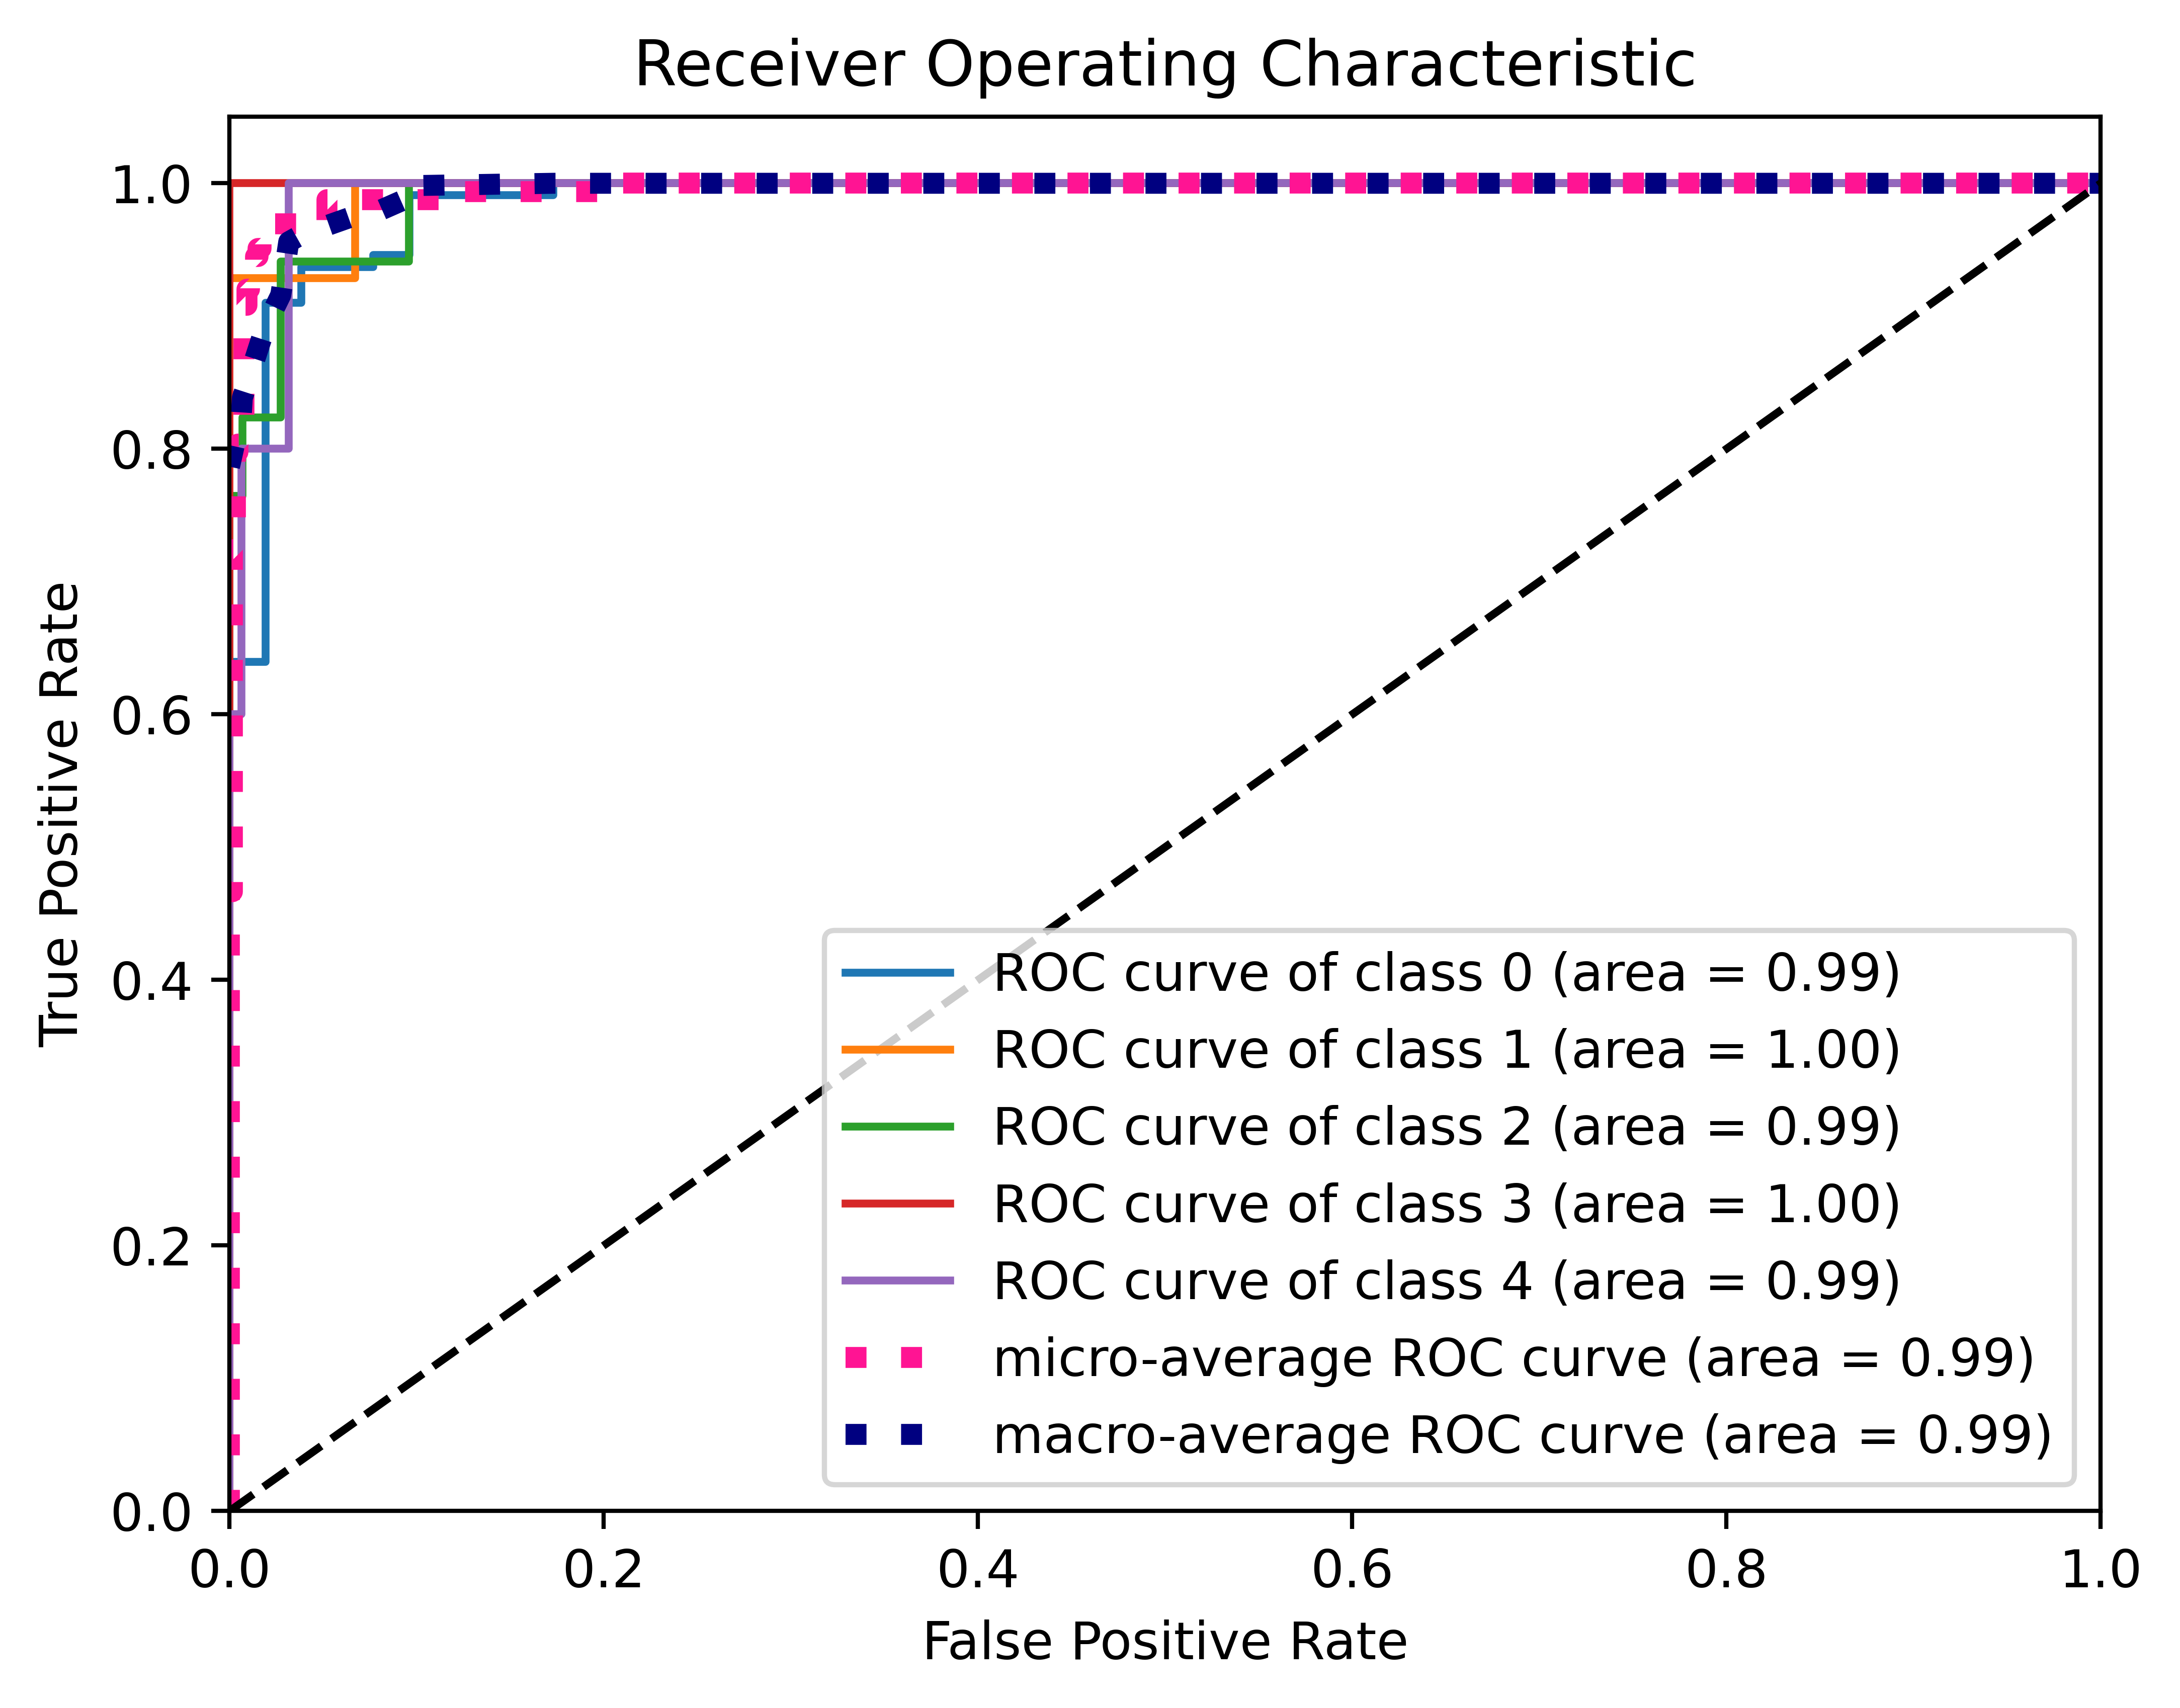 Receiver Operating Characteristic
1.0
0.8
0.6
0.4
0.2
0.0
True Positive Rate
ROC curve of class 0 (area = 0.99)
ROC curve of class 1 (area = 1.00)
ROC curve of class 2 (area = 0.99)
ROC curve of class 3 (area = 1.00)
ROC curve of class 4 (area = 0.99)
micro-average ROC curve (area = 0.99)
macro-average ROC curve (area = 0.99)
0.0 0.2 0.4 0.6 0.8 1.0
False Positive Rate